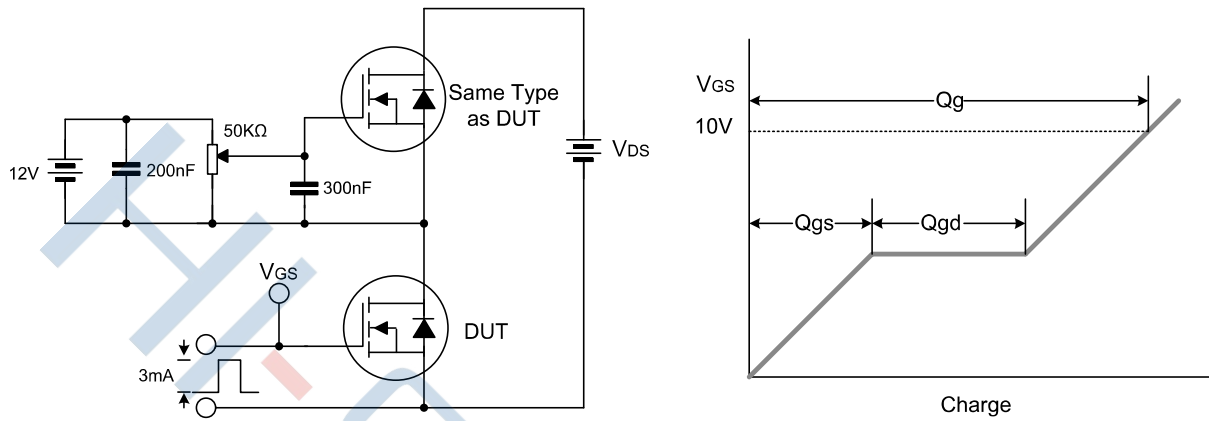 Same Type
as DUT
50KΩ
12V
200nF
300nF
VDS
VGS
DUT
3mA
VGS
10V
Qg
Qgs
Qgd
Charge